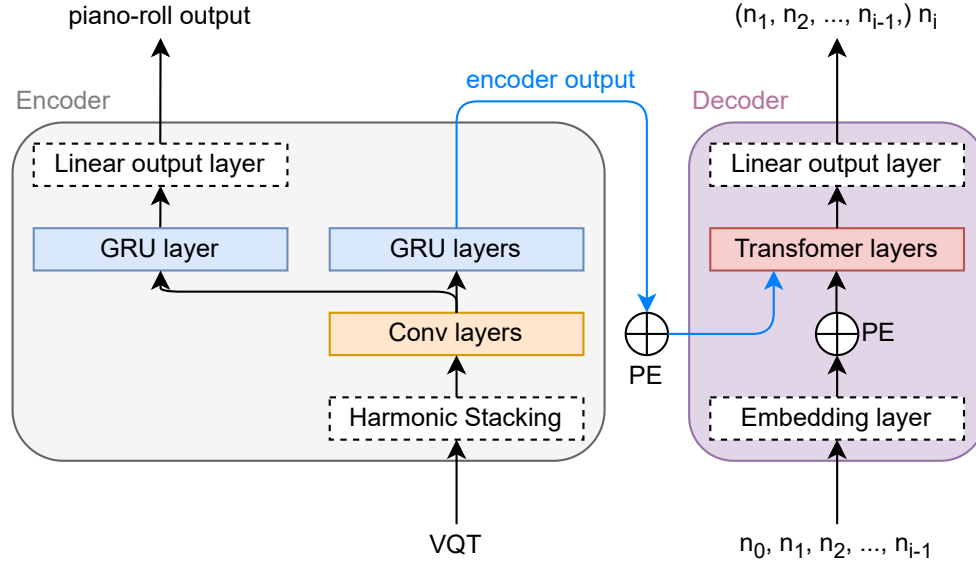 piano-roll output
(n1, n2, ..., ni-1,) ni
encoder output
Encoder
Decoder
Linear output layer
Linear output layer
GRU layer
GRU layers
Transfomer layers
Conv layers
PE
PE
Harmonic Stacking
Embedding layer
VQT
n0, n1, n2, ..., ni-1